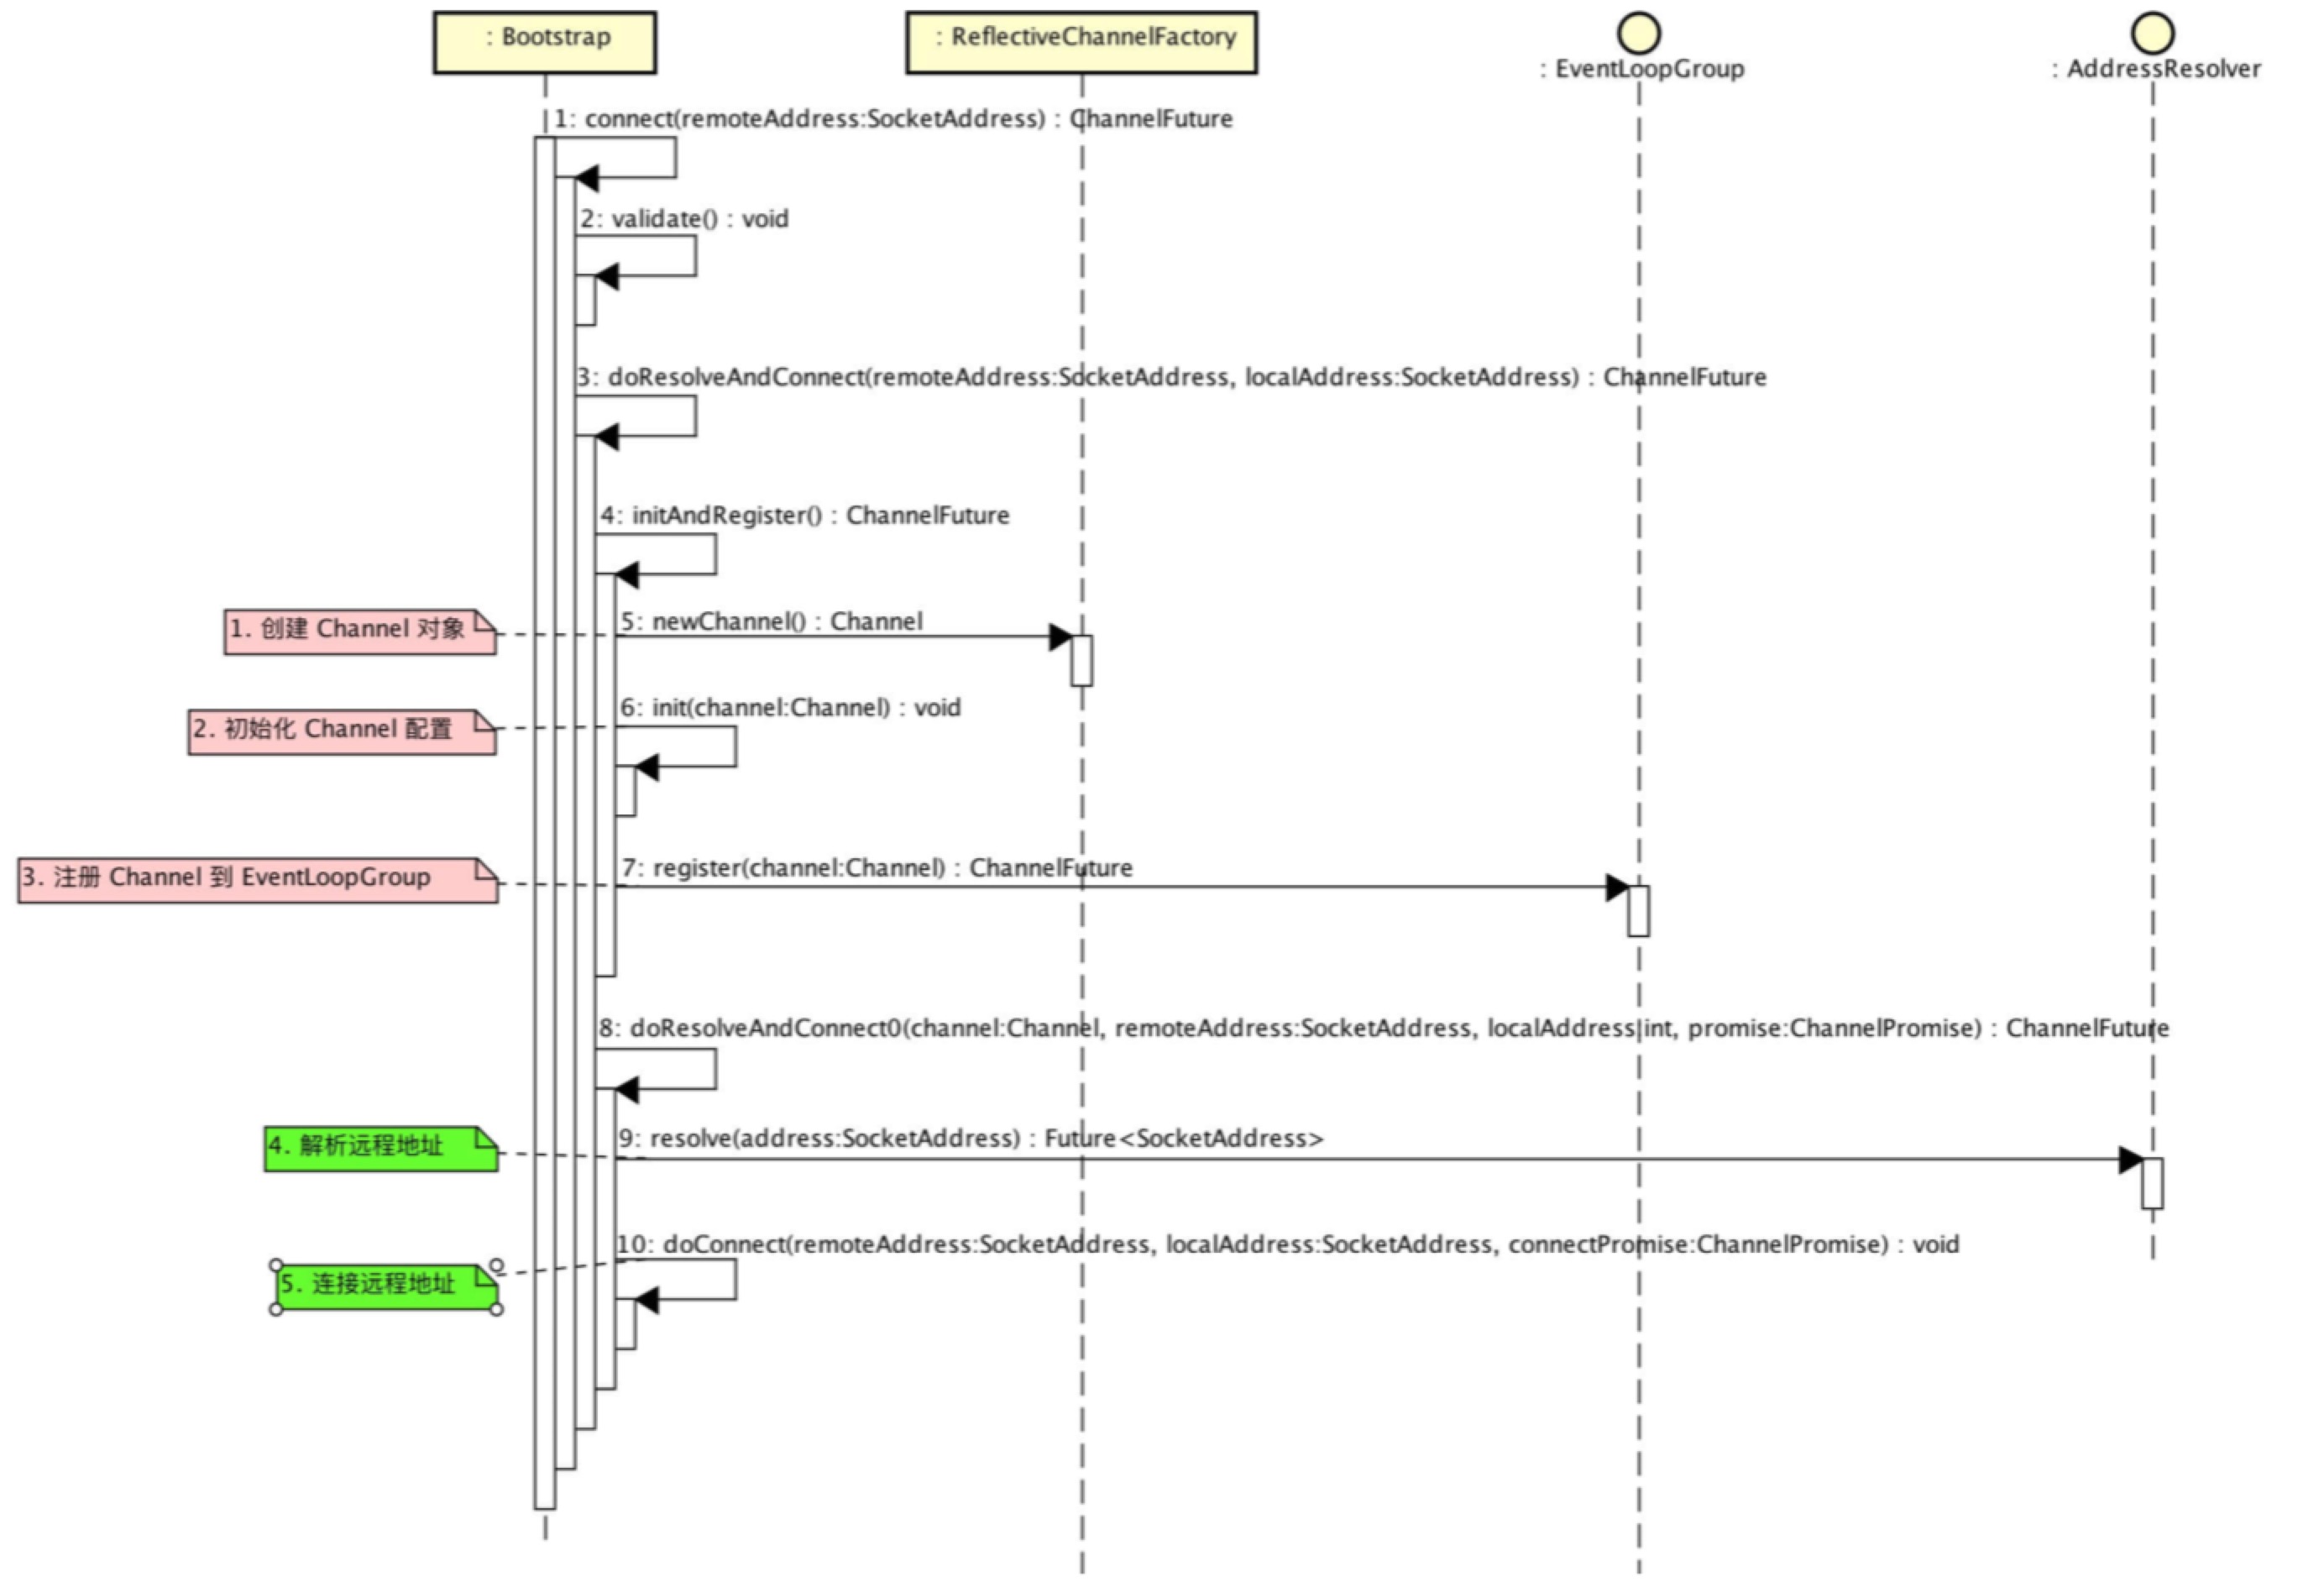 : Bootstrap
: ReflectiveChannelFactory
: EventLoopGroup
: AddressResolver
1: connect(remoteAddress:SocketAddress) : ChannelFuture
2: validate() : void
3: doResolveAndConnect(remoteAddress:SocketAddress, localAddress:SocketAddress) : ChannelFuture
4: initAndRegister() : ChannelFuture
1. 创建 Channel 对象
5: newChannel() : Channel
6: init(channel:Channel) : void
2. 初始化 Channel 配置
7: register(channel:Channel) : ChannelFuture
3. 注册 Channel 到 EventLoopGroup
8: doResolveAndConnect0(channel:Channel, remoteAddress:SocketAddress, localAddress:int, promise:ChannelPromise) : ChannelFuture
9: resolve(address:SocketAddress) : Future<SocketAddress>
4. 解析远程地址
10: doConnect(remoteAddress:SocketAddress, localAddress:SocketAddress, connectPromise:ChannelPromise) : void
5. 连接远程地址